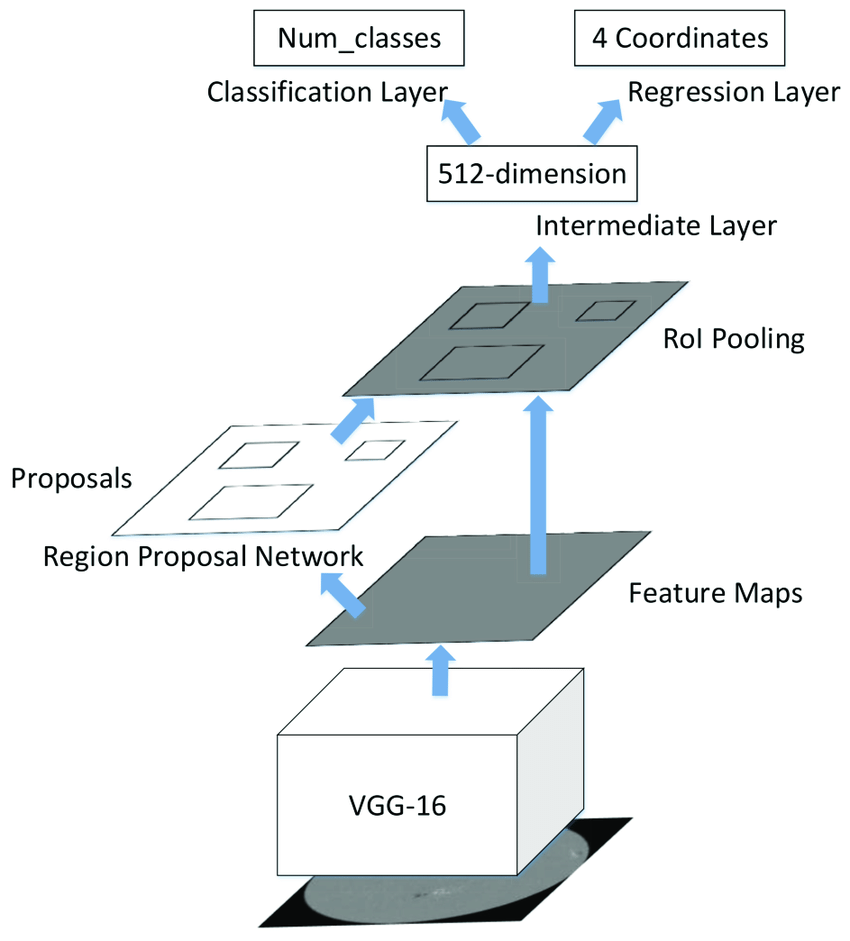 Num_classes
4 Coordinates
Classification Layer
Regression Layer
512-dimension
Intermediate Layer
RoI Pooling
Proposals
Region Proposal Network
Feature Maps
VGG-16